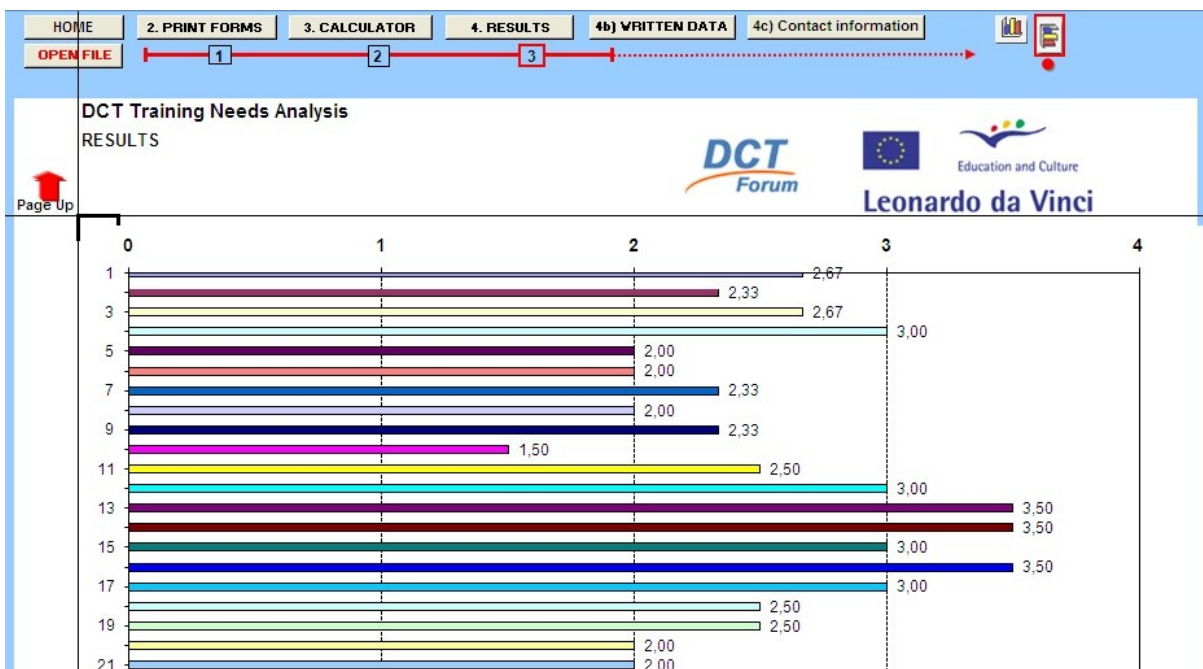 HOME 2. PRINT FORMS 3. CALCULATOR 4. RESULTS 4b) WRITTEN DATA 4c) Contact information
OPEN FILE 1 2 3
DCT Training Needs Analysis
RESULTS
DCT
Forum
Education and Culture
Leonardo da Vinci
Page Up
0 1 2 3 4
1 2,67
2,33
3 2,67
3,00
5 2,00
2,00
7 2,33
2,00
9 2,33
1,50
11 2,50
3,00
13 3,50
3,50
15 3,00
3,50
17 3,00
2,50
19 2,50
2,00
21 2,00